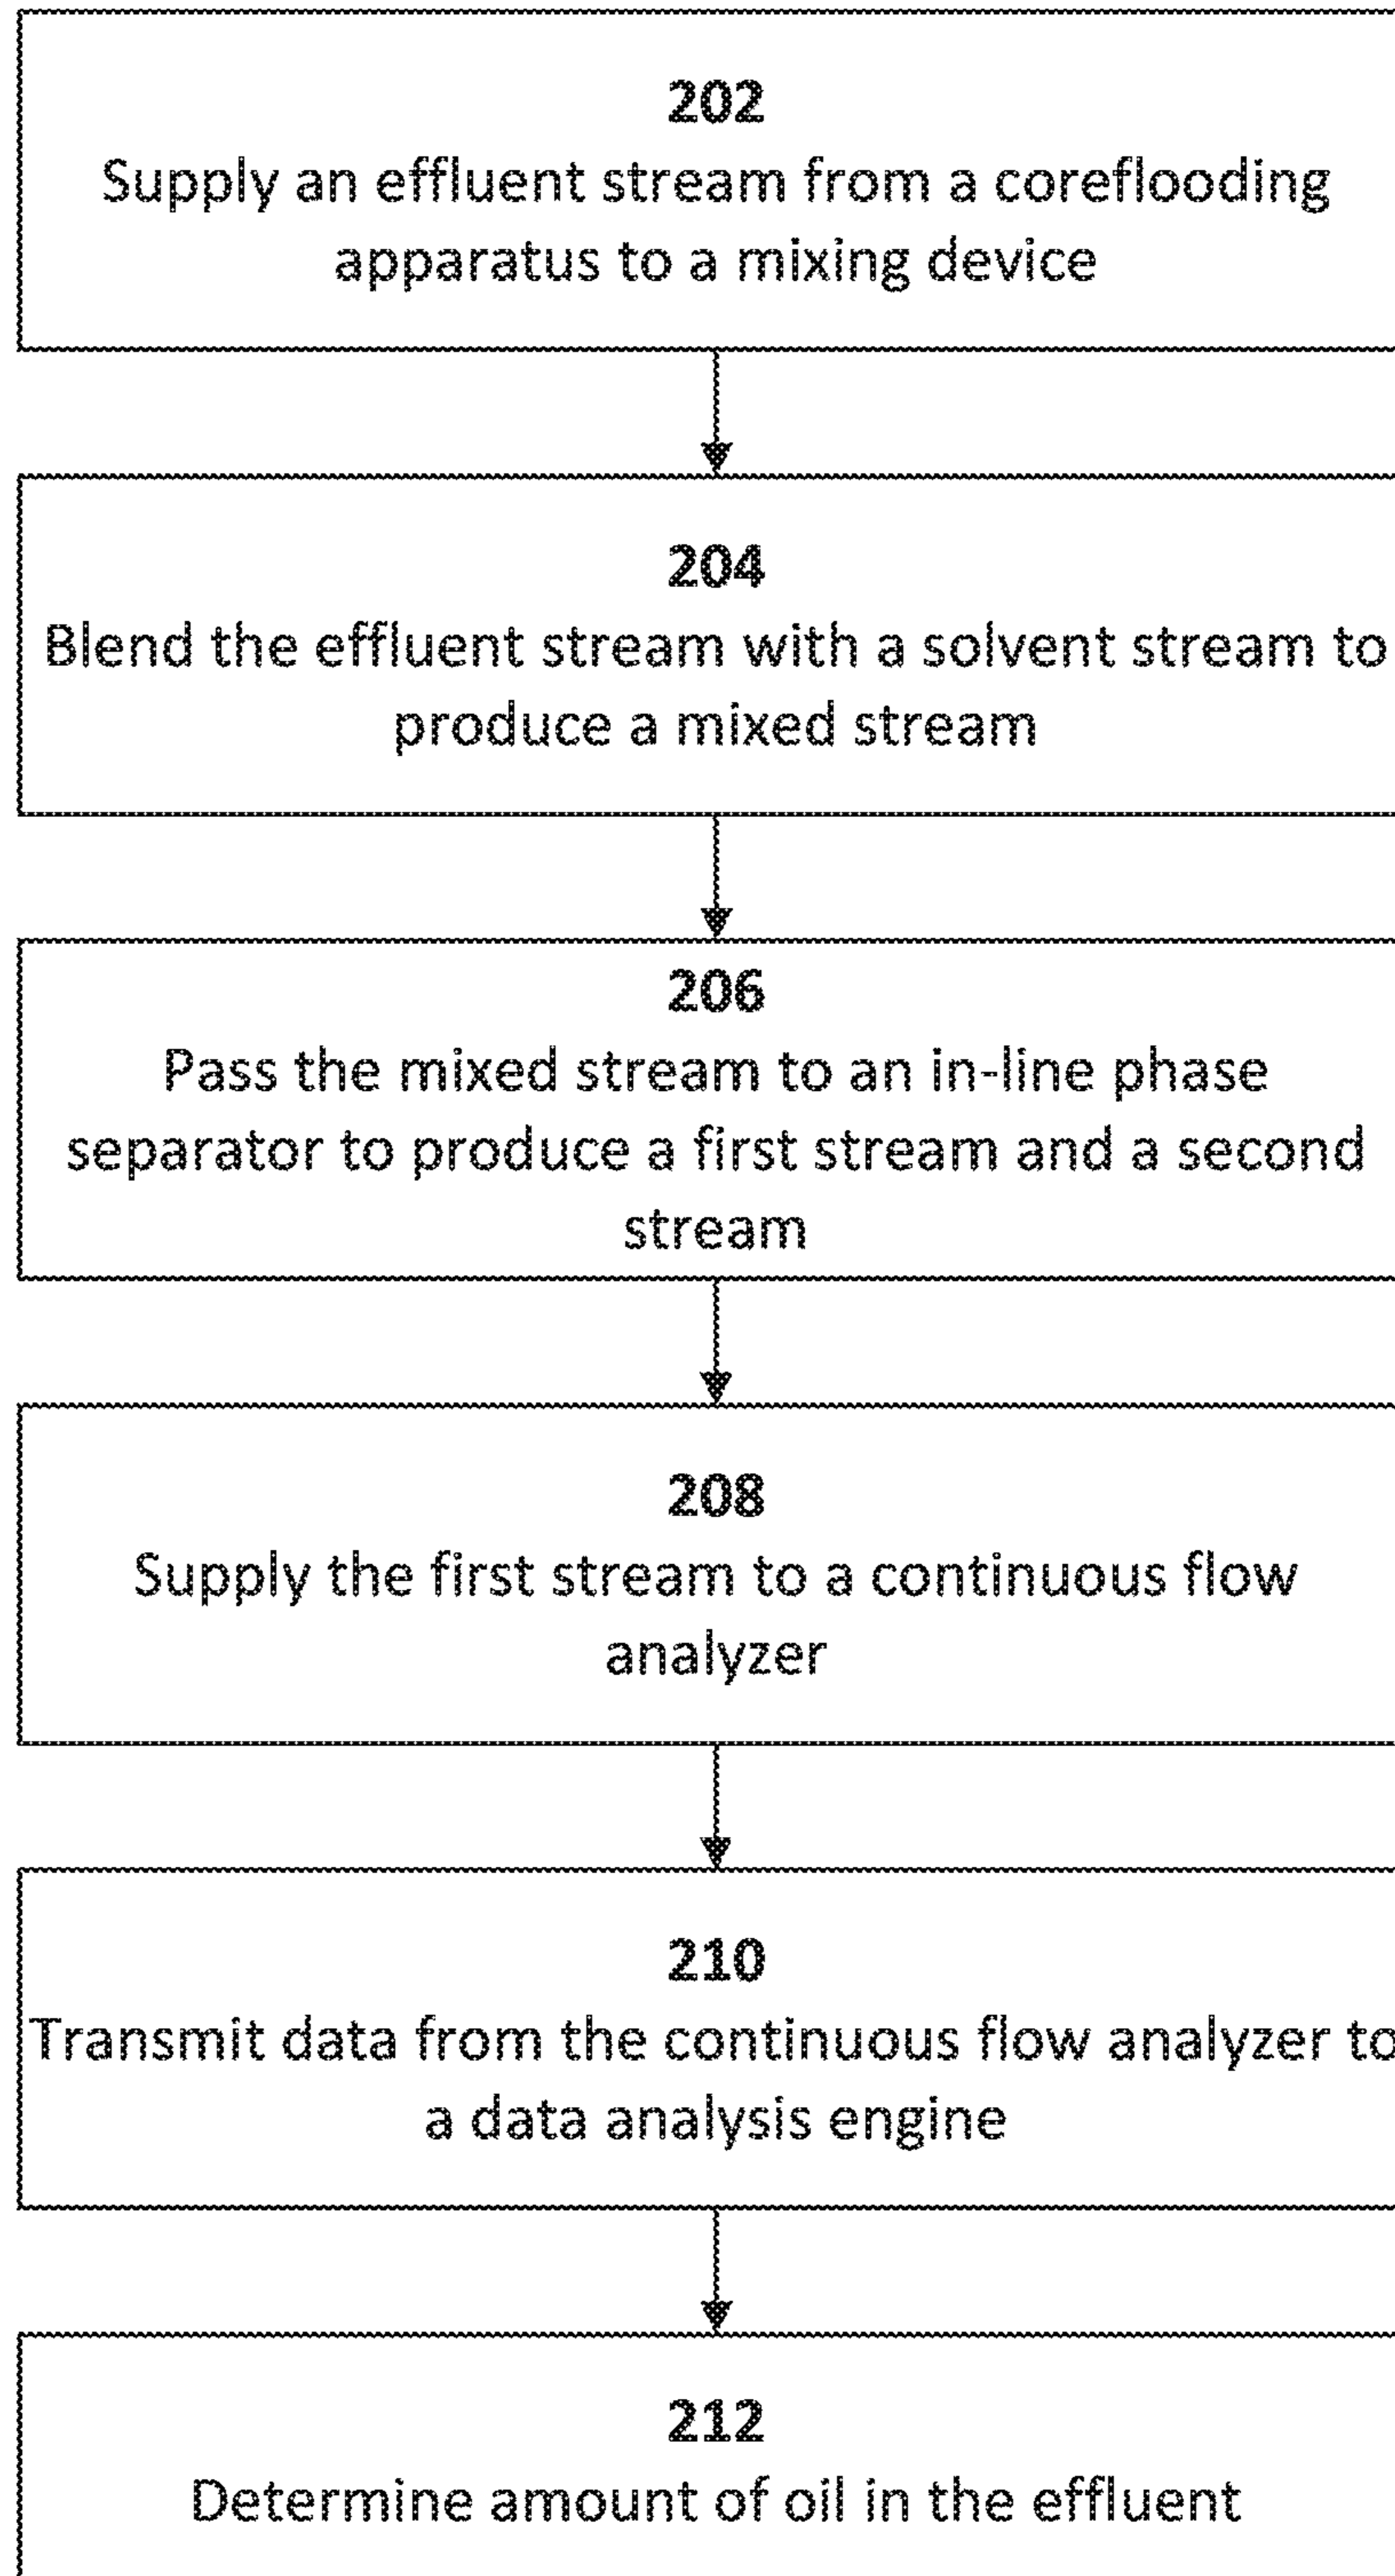 202
Supply an effluent stream from a coreflooding
apparatus to a mixing device
204
Blend the effluent stream with a solvent stream to
produce a mixed stream
206
Pass the mixed stream to an in-line phase
separator to produce a first stream and a second
stream
208
Supply the first stream to a continuous flow
analyzer
210
Transmit data from the continuous flow analyzer to
a data analysis engine
212
Determine amount of oil in the effluent